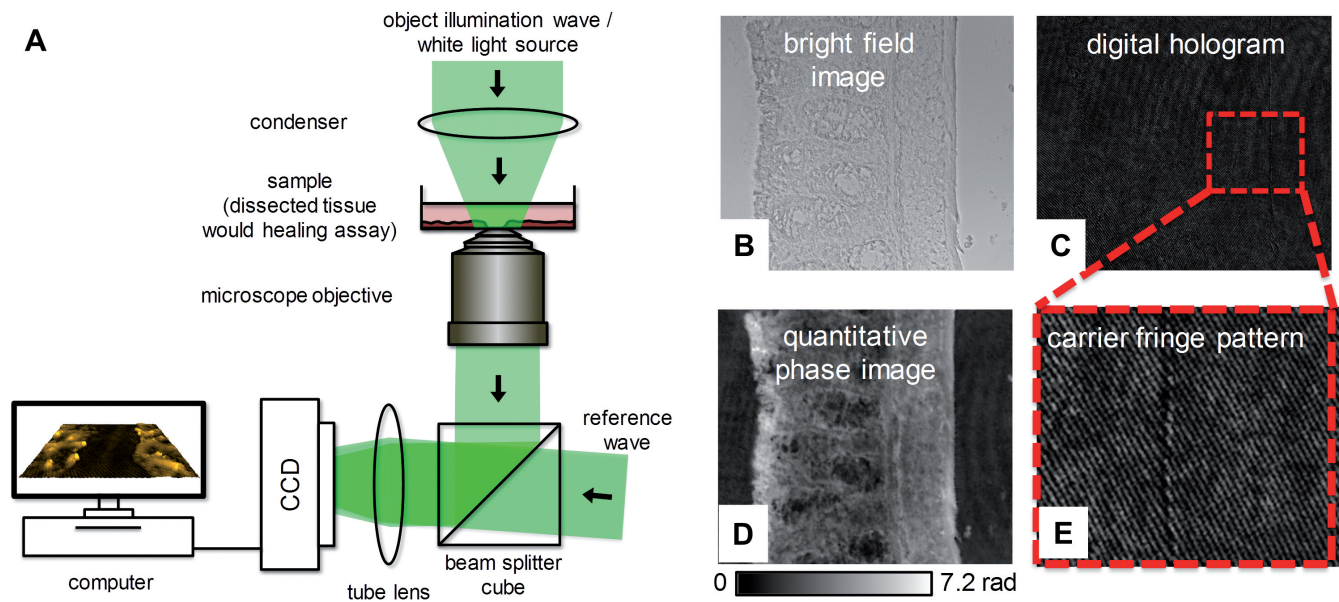 A
object illumination wave /
white light source
condenser
sample
(dissected tissue
would healing assay)
microscope objective
reference
wave
CCD
computer
tube lens
beam splitter
cube
bright field
image
B
digital hologram
C
quantitative
phase image
D
0 7.2 rad
carrier fringe pattern
E